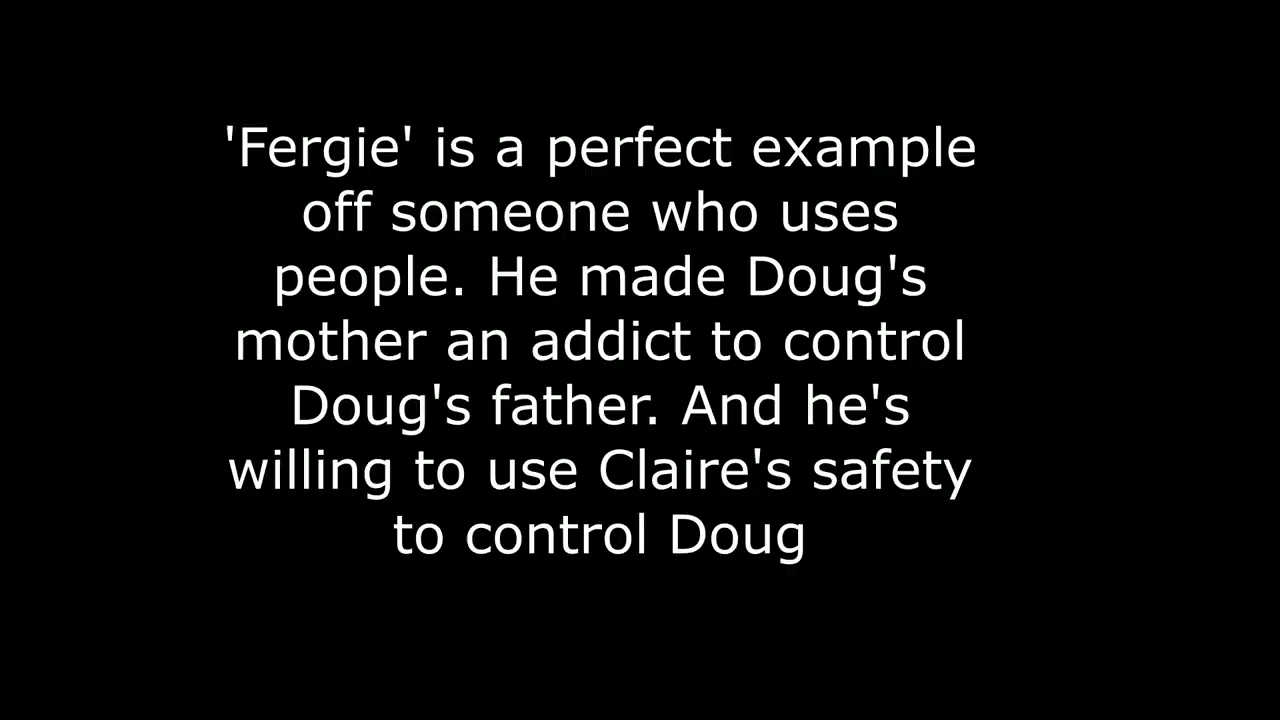 'Fergie' is a perfect example
off someone who uses
people. He made Doug's
mother an addict to control
Doug's father. And he's
willing to use Claire's safety
to control Doug